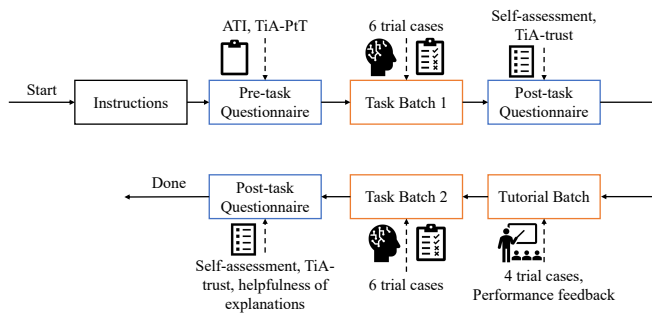 ATI, TiA-PtT
6 trial cases
Self-assessment,
TiA-trust
Start
Instructions
Pre-task
Questionnaire
Task Batch 1
Post-task
Questionnaire
Done
Post-task
Questionnaire
Task Batch 2
Tutorial Batch
Self-assessment, TiA-
trust, helpfulness of
explanations
6 trial cases
4 trial cases,
Performance feedback